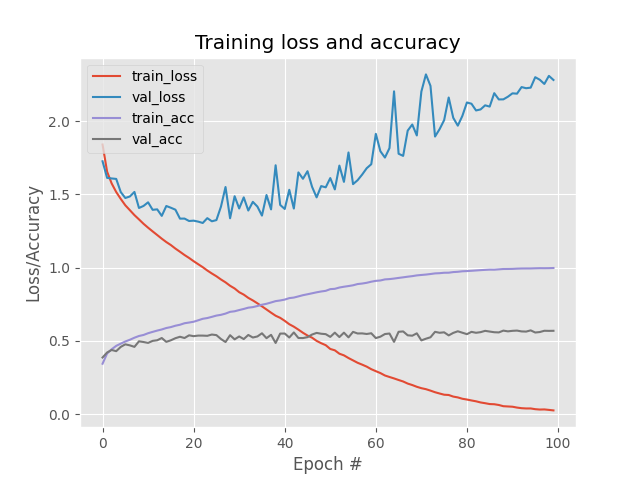 Training loss and accuracy
train_loss
val_loss
train_acc
val_acc
2.0
1.5
1.0
0.5
0.0
Loss/Accuracy
0 20 40 60 80 100
Epoch #